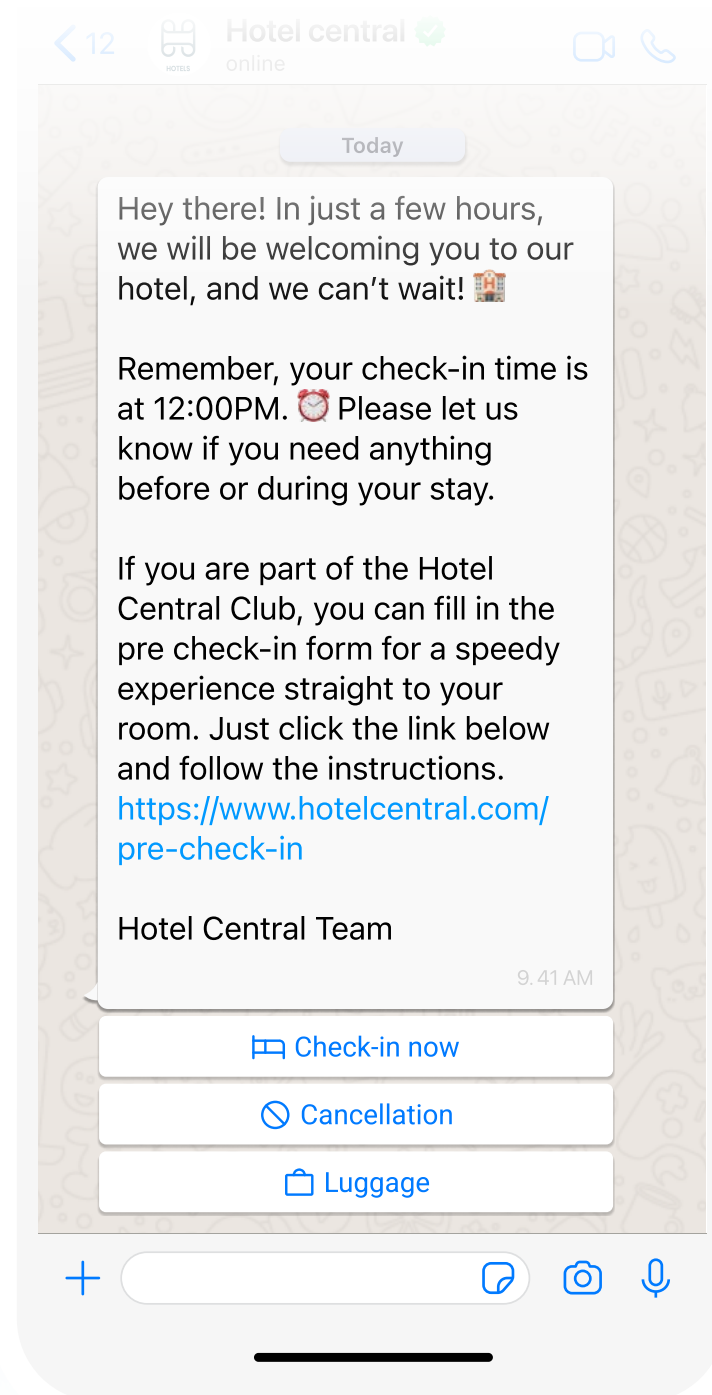 12
Hotel central
HOTELS
online
Today
Hey there! In just a few hours,
we will be welcoming you to our
hotel, and we can’t wait! 🏨
Remember, your check-in time is
at 12:00PM. ⏰ Please let us
know if you need anything
before or during your stay.
If you are part of the Hotel
Central Club, you can fill in the
pre check-in form for a speedy
experience straight to your
room. Just click the link below
and follow the instructions.
https://www.hotelcentral.com/
pre-check-in
Hotel Central Team
9.41 AM
Check-in now
Cancellation
Luggage